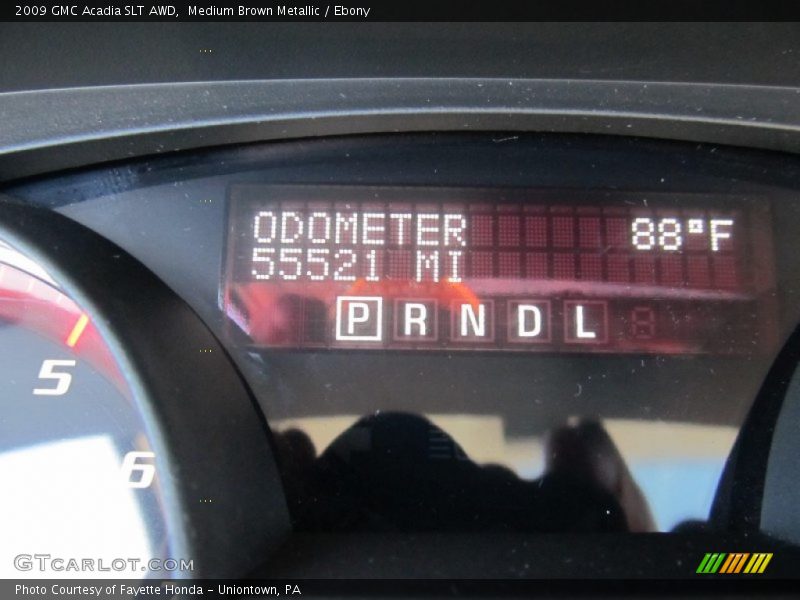 2009 GMC Acadia SLT AWD,  Medium Brown Metallic / Ebony
ODOMETER 88°F
55521 MI
P R N D L
5
6
GTCARLOT.COM
Photo Courtesy of Fayette Honda - Uniontown, PA